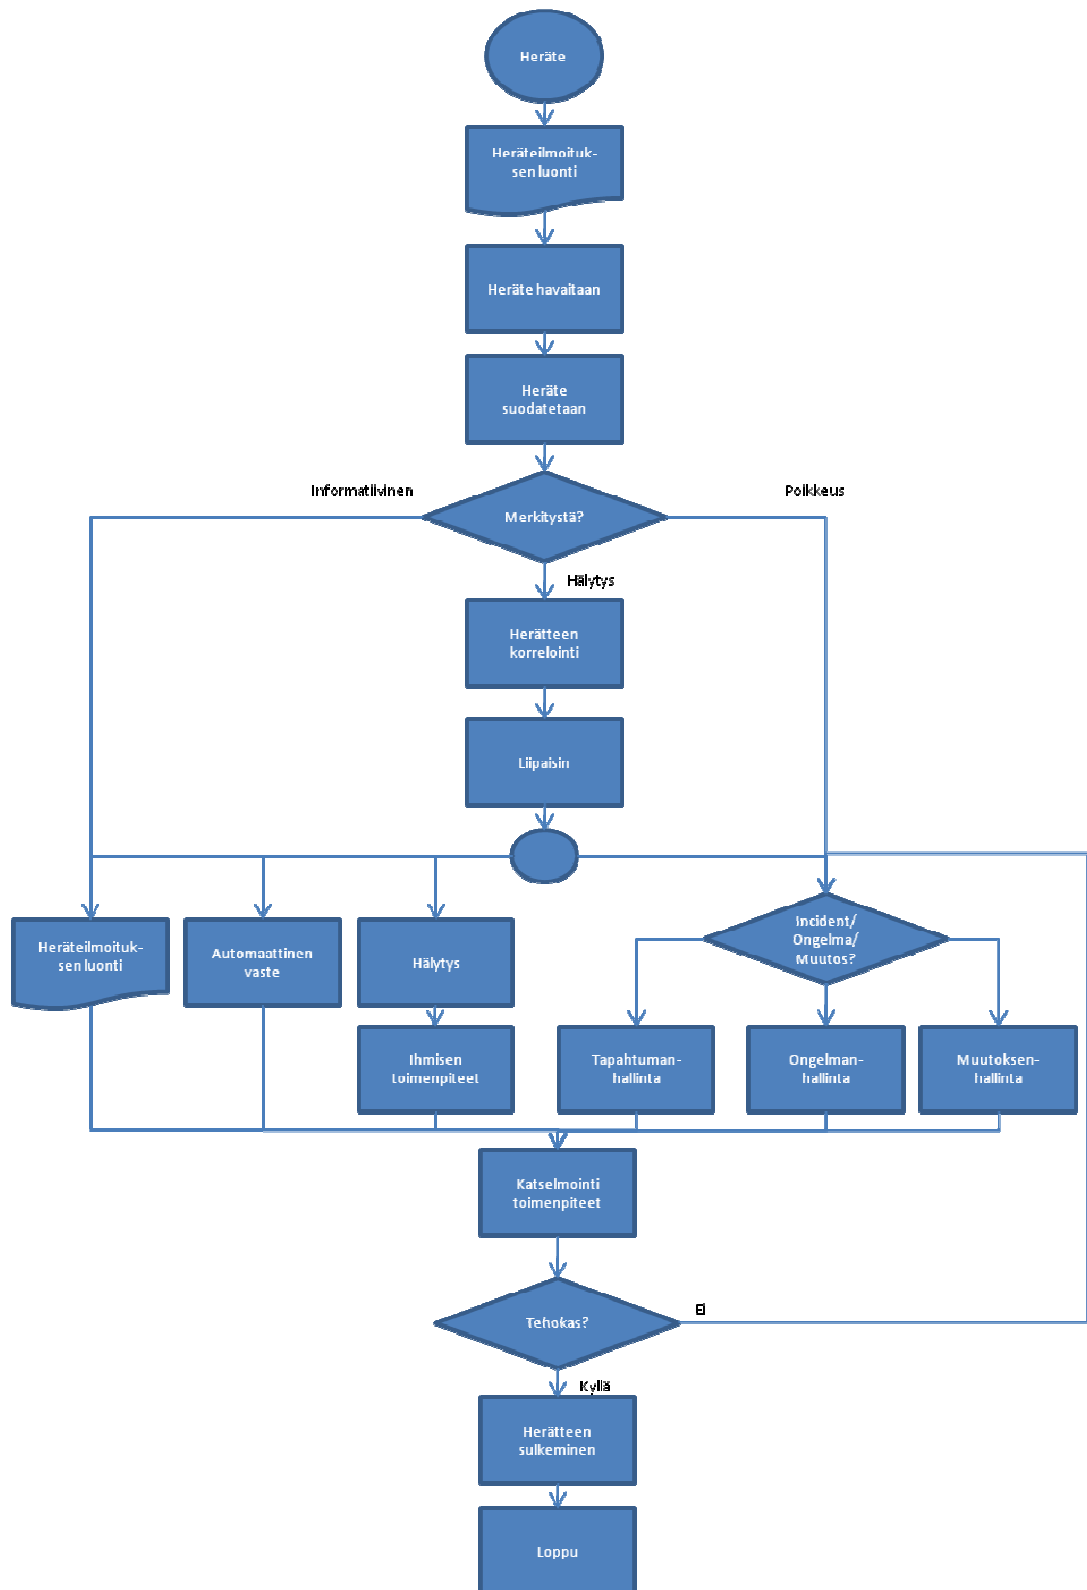 Heräte
Heräteilmoituk-
sen luonti
Heräte havaitaan
Heräte
suodatetaan
Informatiivinen
Poikkeus
Merkitystä?
Hälytys
Herätteen
korrelointi
Liipaisin
Heräteilmoituk-
sen luonti
Automaattinen
vaste
Hälytys
Incident/
Ongelma/
Muutos?
Ihmisen
toimenpiteet
Tapahtuman-
hallinta
Ongelman-
hallinta
Muutoksen-
hallinta
Katselmointi
toimenpiteet
Ei
Tehokas?
Kyllä
Herätteen
sulkeminen
Loppu